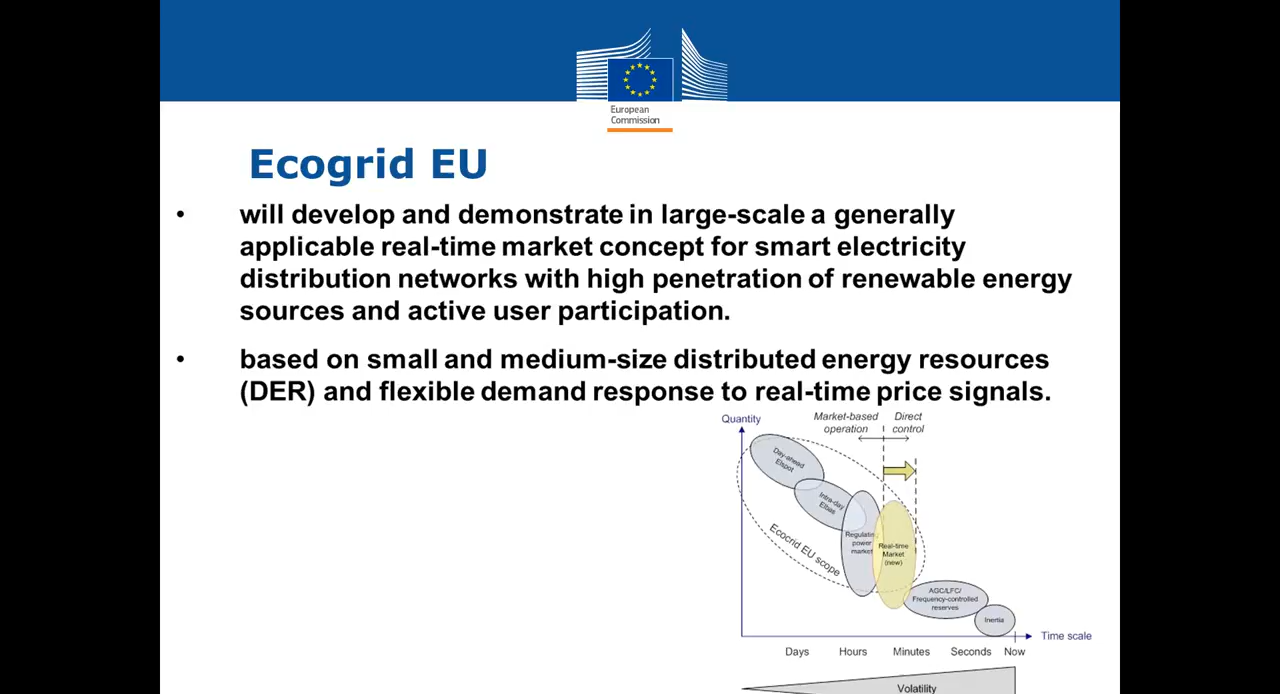 European
Commission
Ecogrid EU
• will develop and demonstrate in large-scale a generally
applicable real-time market concept for smart electricity
distribution networks with high penetration of renewable energy
sources and active user participation.
• based on small and medium-size distributed energy resources
(DER) and flexible demand response to real-time price signals.
Quantity
Market-based
operation
Direct
control
Day-ahead
Elspot
Intra-day
Elbas
Regulating
power
market
Real-time
Market
(new)
Ecocrid EU scope
AGC/LFC/
Frequency-controlled
reserves
Inertia
Time scale
Days Hours Minutes Seconds Now
Volatility